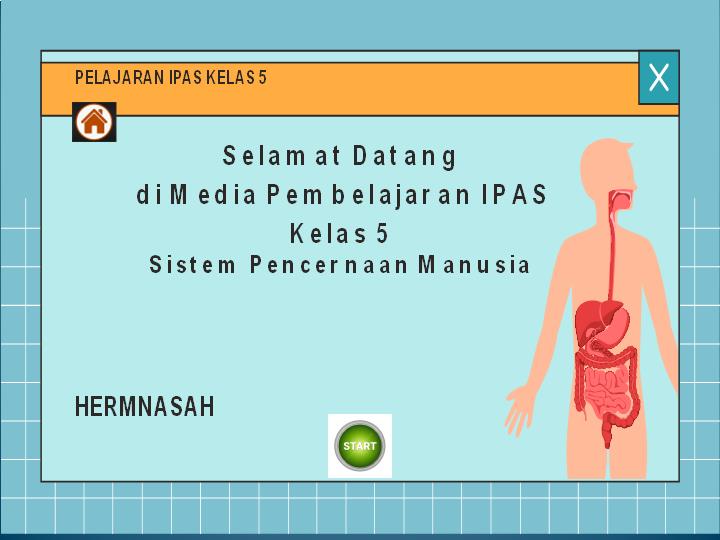 PELAJARAN IPAS KELAS 5
X
Selamat Datang
di Media Pembelajaran IPAS
Kelas 5
Sistem Pencernaan Manusia
HERMNASAH
START